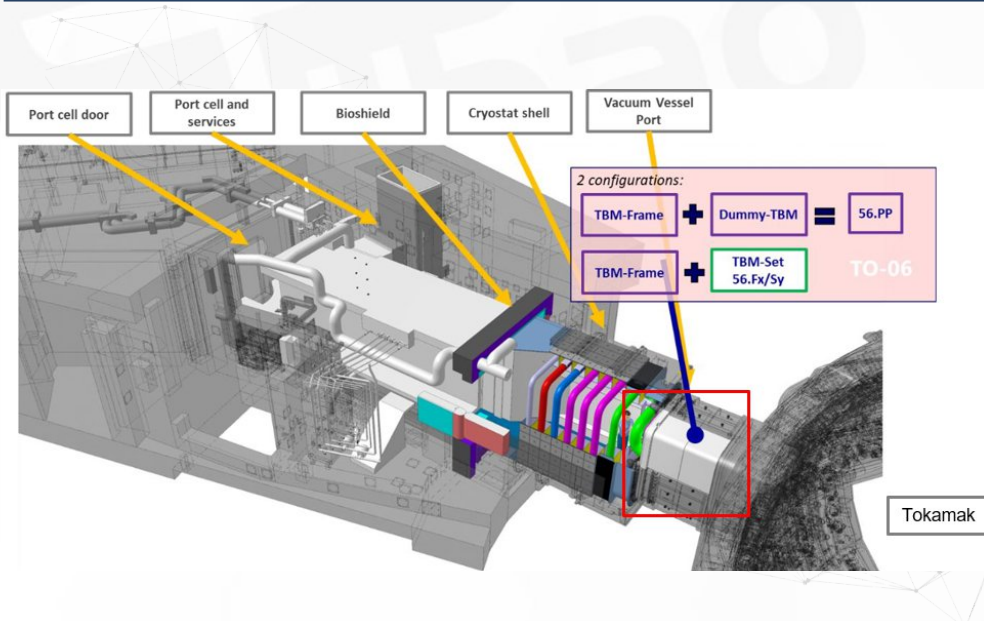 Port cell door
Port cell and
services
Bioshield
Cryostat shell
Vacuum Vessel
Port
2 configurations:
TBM-Frame + Dummy-TBM = 56.PP
TBM-Frame + TBM-Set
56.Fx/Sy
TO-06
Tokamak